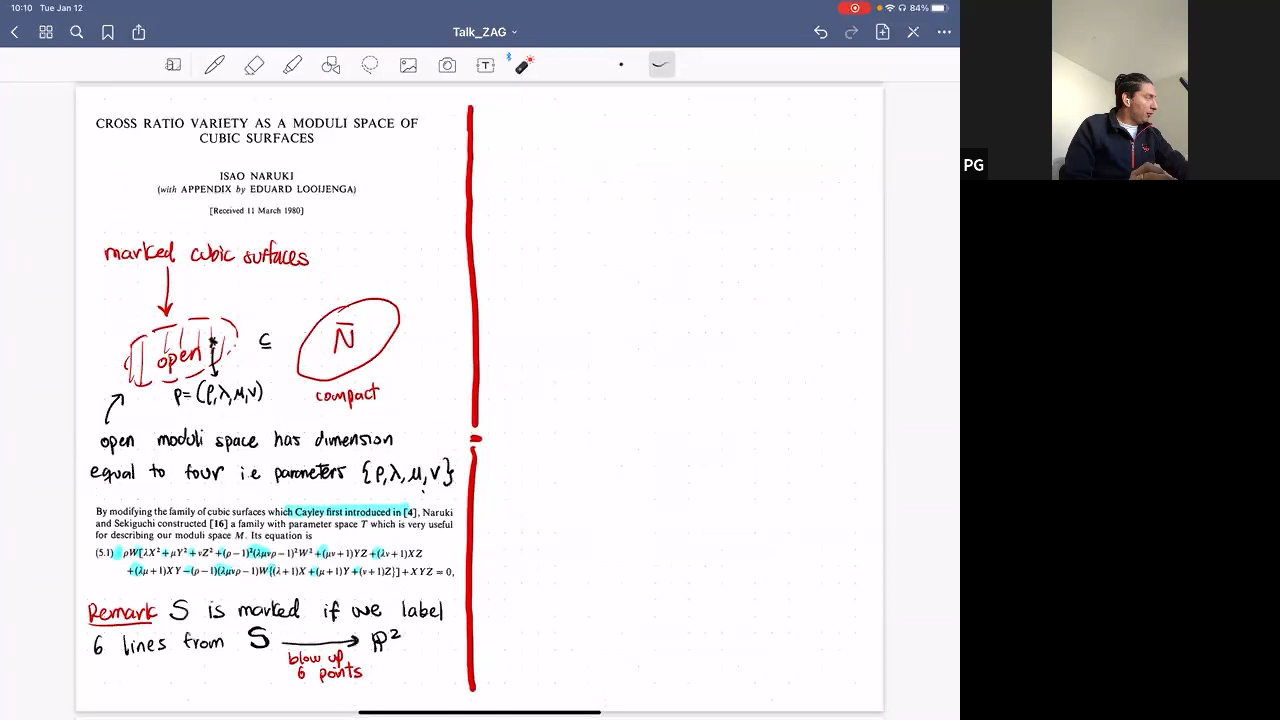 10:10 Tue Jan 12
84%
Talk_ZAG
PG
CROSS RATIO VARIETY AS A MODULI SPACE OF
CUBIC SURFACES
ISAO NARUKI
(with APPENDIX by EDUARD LOOIJENGA)
[Received 11 March 1980]
marked cubic surfaces
open ⊆ N̄
p=(ρ,λ,μ,ν)
compact
open moduli space has dimension
equal to four i.e parameters {ρ,λ,μ,ν}
By modifying the family of cubic surfaces which Cayley first introduced in [4], Naruki
and Sekiguchi constructed [16] a family with parameter space T which is very useful
for describing our moduli space M. Its equation is
(5.1) ρW[λX²+μY²+νZ²+(ρ−1)²(λμνρ−1)²W²+(μν+1)YZ+(λν+1)XZ
+(λμ+1)XY−(ρ−1)(λμνρ−1)W{(λ+1)X+(μ+1)Y+(ν+1)Z}]+XYZ=0,
Remark S is marked if we label
6 lines from S → P²
blow up
6 points